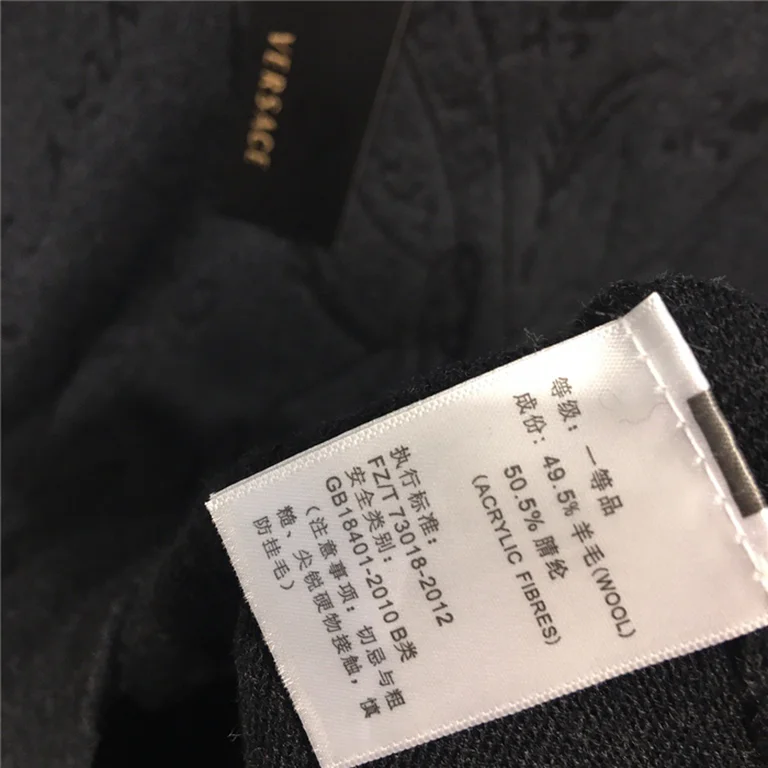 VERSACE
等级：一等品
成份：49.5% 羊毛(WOOL)
50.5% 腈纶
(ACRYLIC FIBRES)
执行标准：
FZ/T 73018-2012
安全类别：
GB18401-2010 B类
（注意事项：切忌与粗
糙、尖锐硬物接触，慎
防挂毛）